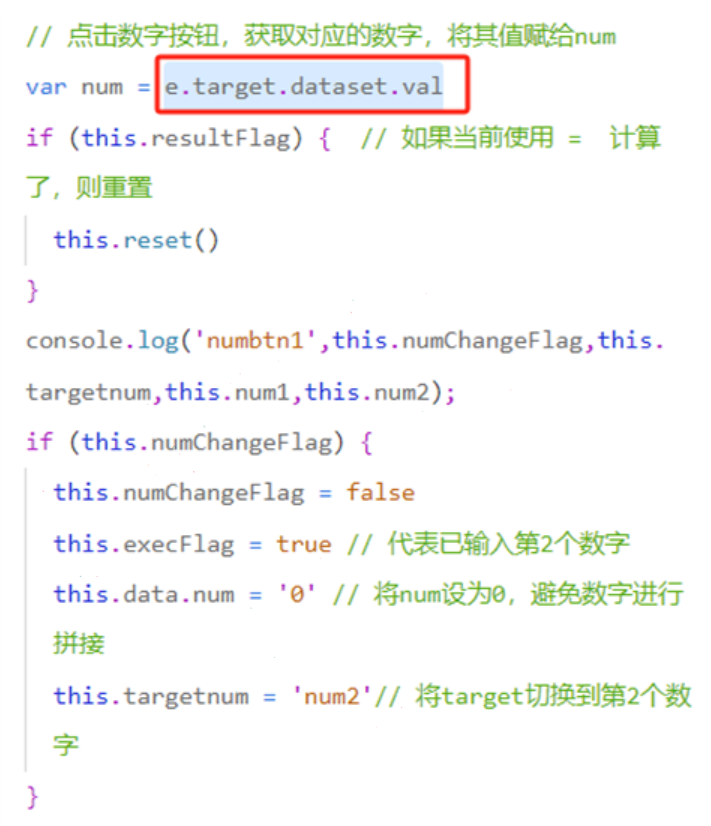 // 点击数字按钮，获取对应的数字，将其值赋给num
var num = e.target.dataset.val
if (this.resultFlag) {  // 如果当前使用 =  计算
了，则重置
this.reset()
}
console.log('numbtn1',this.numChangeFlag,this.
targetnum,this.num1,this.num2);
if (this.numChangeFlag) {
this.numChangeFlag = false
this.execFlag = true // 代表已输入第2个数字
this.data.num = '0' // 将num设为0，避免数字进行
拼接
this.targetnum = 'num2'// 将target切换到第2个数
字
}